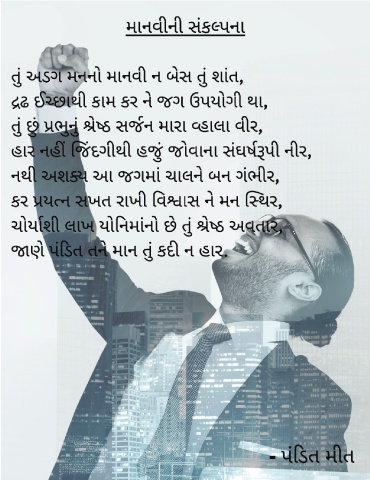 માનવીની સંકલ્પના
તું અડગ મનનો માનવી ન બેસ તું શાંત,
દ્રઢ ઈચ્છાથી કામ કર ને જગ ઉપયોગી થા,
તું છું પ્રભુનું શ્રેષ્ઠ સર્જન મારા વ્હાલા વીર,
હાર નહીં જિંદગીથી હજું જોવાના સંઘર્ષરૂપી નીર,
નથી અશક્ય આ જગમાં ચાલને બન ગંભીર,
કર પ્રયત્ન સખત રાખી વિશ્વાસ ને મન સ્થિર,
ચોર્યાશી લાખ યોનિમાંનો છે તું શ્રેષ્ઠ અવતાર,
જાણે પંડિત તને માન તું કદી ન હાર.
- પંડિત મીત